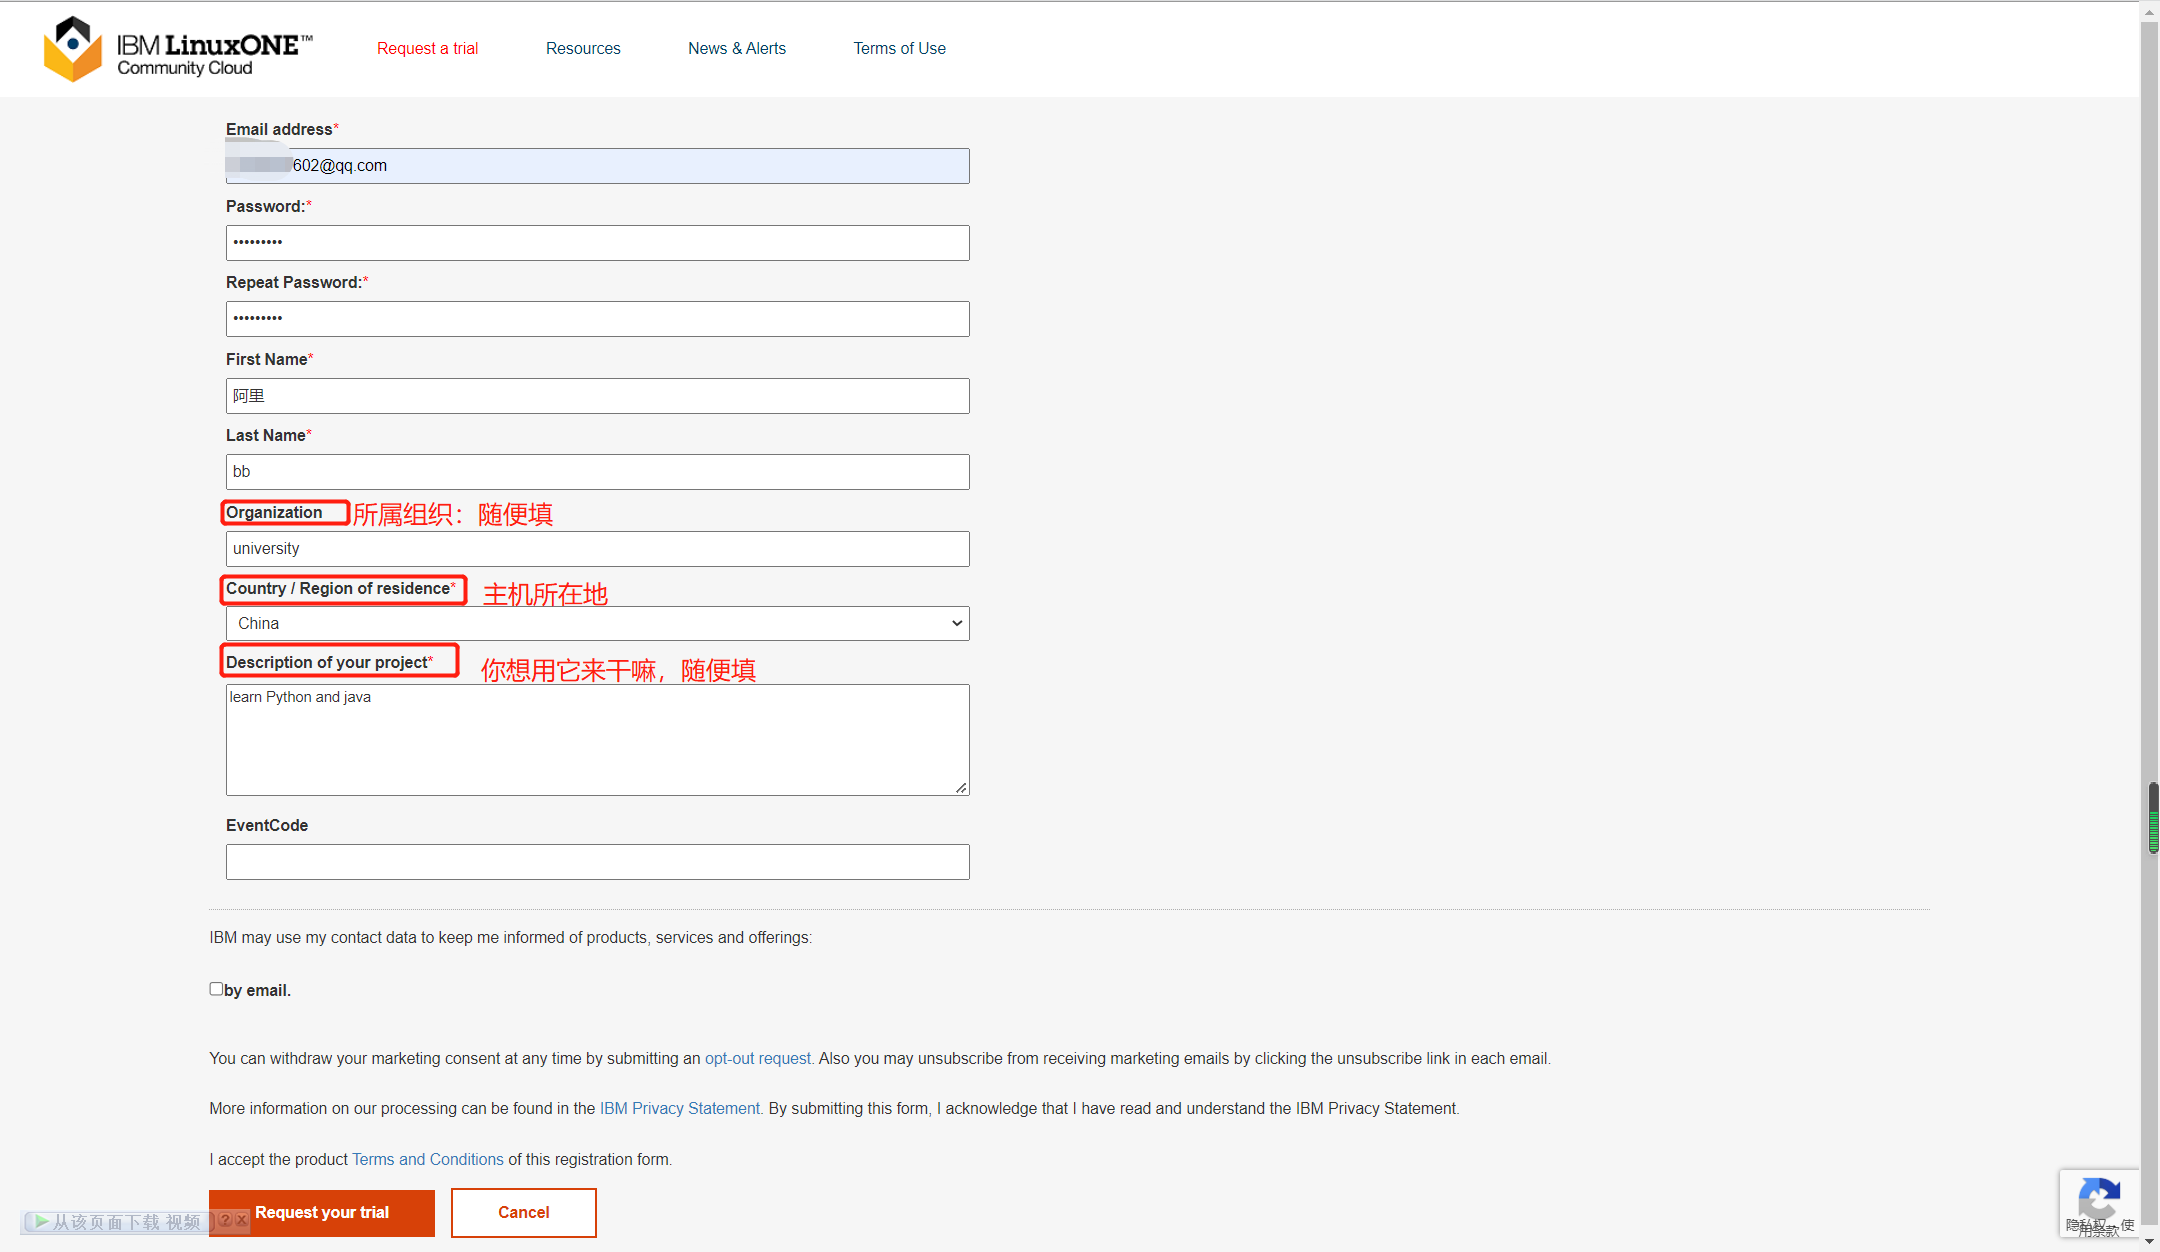 IBM LinuxONE™
Community Cloud
Request a trial
Resources
News & Alerts
Terms of Use
Email address*
602@qq.com
Password:*
•••••••••
Repeat Password:*
•••••••••
First Name*
阿里
Last Name*
bb
Organization 所属组织：随便填
university
Country / Region of residence* 主机所在地
China
Description of your project* 你想用它来干嘛，随便填
learn Python and java
EventCode
IBM may use my contact data to keep me informed of products, services and offerings:
by email.
You can withdraw your marketing consent at any time by submitting an opt-out request. Also you may unsubscribe from receiving marketing emails by clicking the unsubscribe link in each email.
More information on our processing can be found in the IBM Privacy Statement. By submitting this form, I acknowledge that I have read and understand the IBM Privacy Statement.
I accept the product Terms and Conditions of this registration form.
从该页面下载 视频 ? x
Request your trial
Cancel
隐私权 - 使
用条款